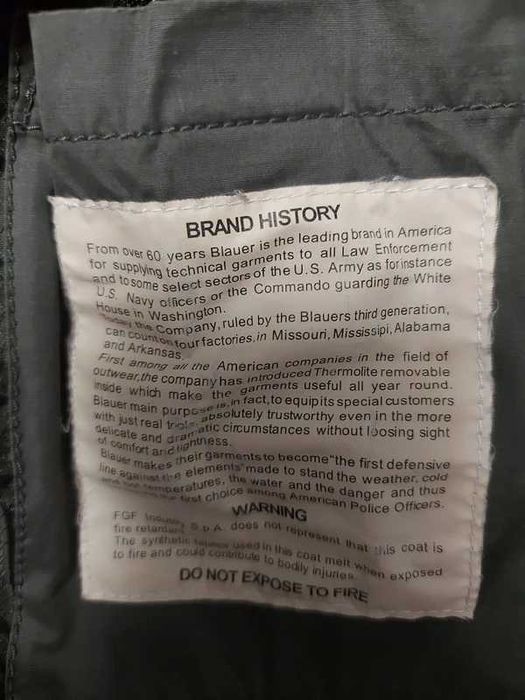 BRAND HISTORY
From over 60 years Blauer is the leading brand in America
for supplying technical garments to all Law Enforcement
and to some select sectors of the U.S. Army as for instance
U.S. Navy officers or the Commando guarding the White
House in Washington.
Today the Company, ruled by the Blauers third generation,
can count on four factories, in Missouri, Mississipi, Alabama
and Arkansas.
First among all the American companies in the field of
outwear, the company has introduced Thermolite removable
inside which make the garments useful all year round.
Blauer main purpose is, in fact, to equip its special customers
with just real absolutely trustworthy even in the more
delicate and dramatic circumstances without loosing sight
of comfort and lightness.
Blauer makes their garments to become "the first defensive
line against the elements" made to stand the weather, cold
and temperatures, the water and the danger and thus
first choice among American Police Officers.
WARNING
FGF S.p.A. does not represent that this coat is
fire retardant.
The synthetic used in this coat melt when exposed
to fire and could contribute to bodily injuries.
DO NOT EXPOSE TO FIRE